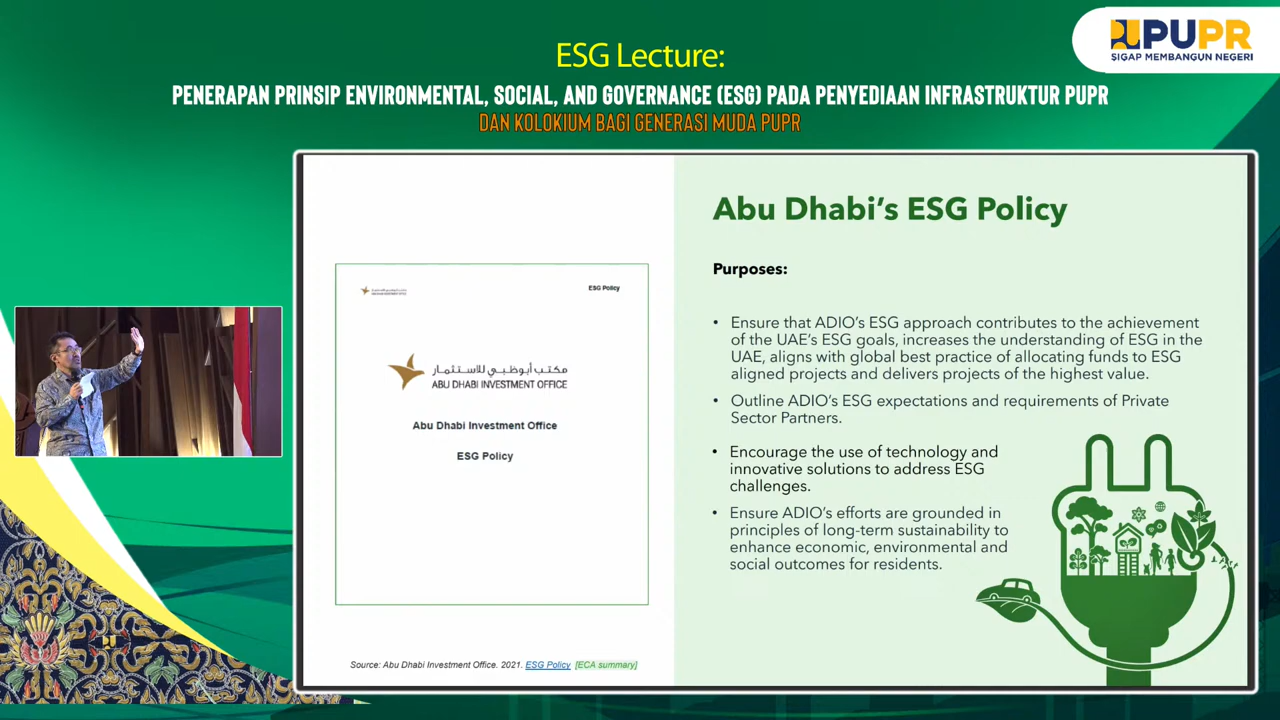 PUPR
SIGAP MEMBANGUN NEGERI
ESG Lecture:
PENERAPAN PRINSIP ENVIRONMENTAL, SOCIAL, AND GOVERNANCE (ESG) PADA PENYEDIAAN INFRASTRUKTUR PUPR
DAN KOLOKIUM BAGI GENERASI MUDA PUPR
ESG Policy
مكتب أبوظبي للاستثمار
ABU DHABI INVESTMENT OFFICE
Abu Dhabi Investment Office
ESG Policy
Source: Abu Dhabi Investment Office. 2021. ESG Policy [ECA summary]
Abu Dhabi's ESG Policy
Purposes:
• Ensure that ADIO's ESG approach contributes to the achievement
of the UAE's ESG goals, increases the understanding of ESG in the
UAE, aligns with global best practice of allocating funds to ESG
aligned projects and delivers projects of the highest value.
• Outline ADIO's ESG expectations and requirements of Private
Sector Partners.
• Encourage the use of technology and
innovative solutions to address ESG
challenges.
• Ensure ADIO's efforts are grounded in
principles of long-term sustainability to
enhance economic, environmental and
social outcomes for residents.